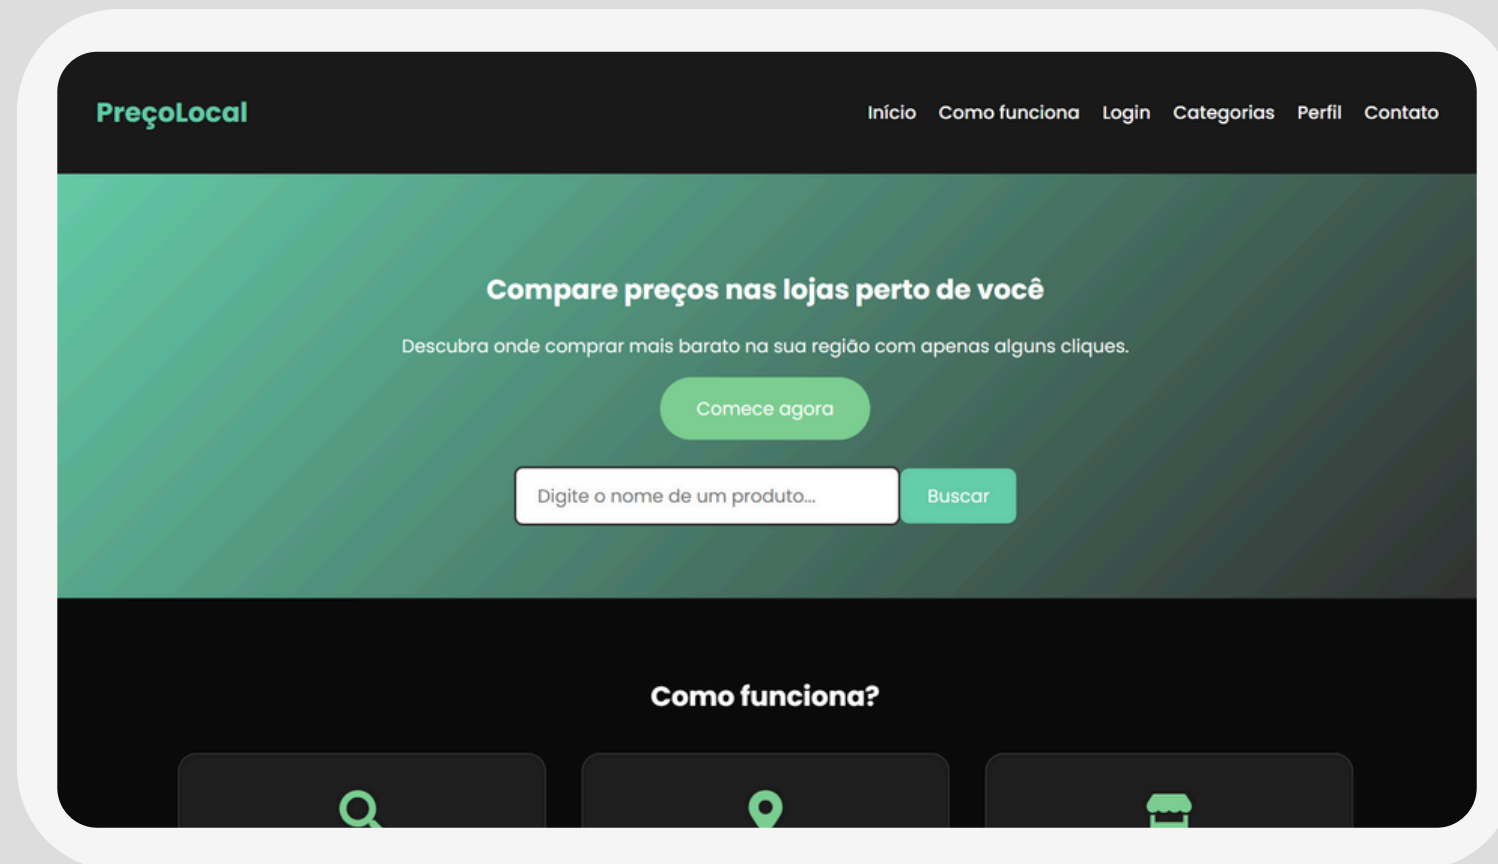 PreçoLocal
Início Como funciona Login Categorias Perfil Contato
Compare preços nas lojas perto de você
Descubra onde comprar mais barato na sua região com apenas alguns cliques.
Comece agora
Digite o nome de um produto... Buscar
Como funciona?